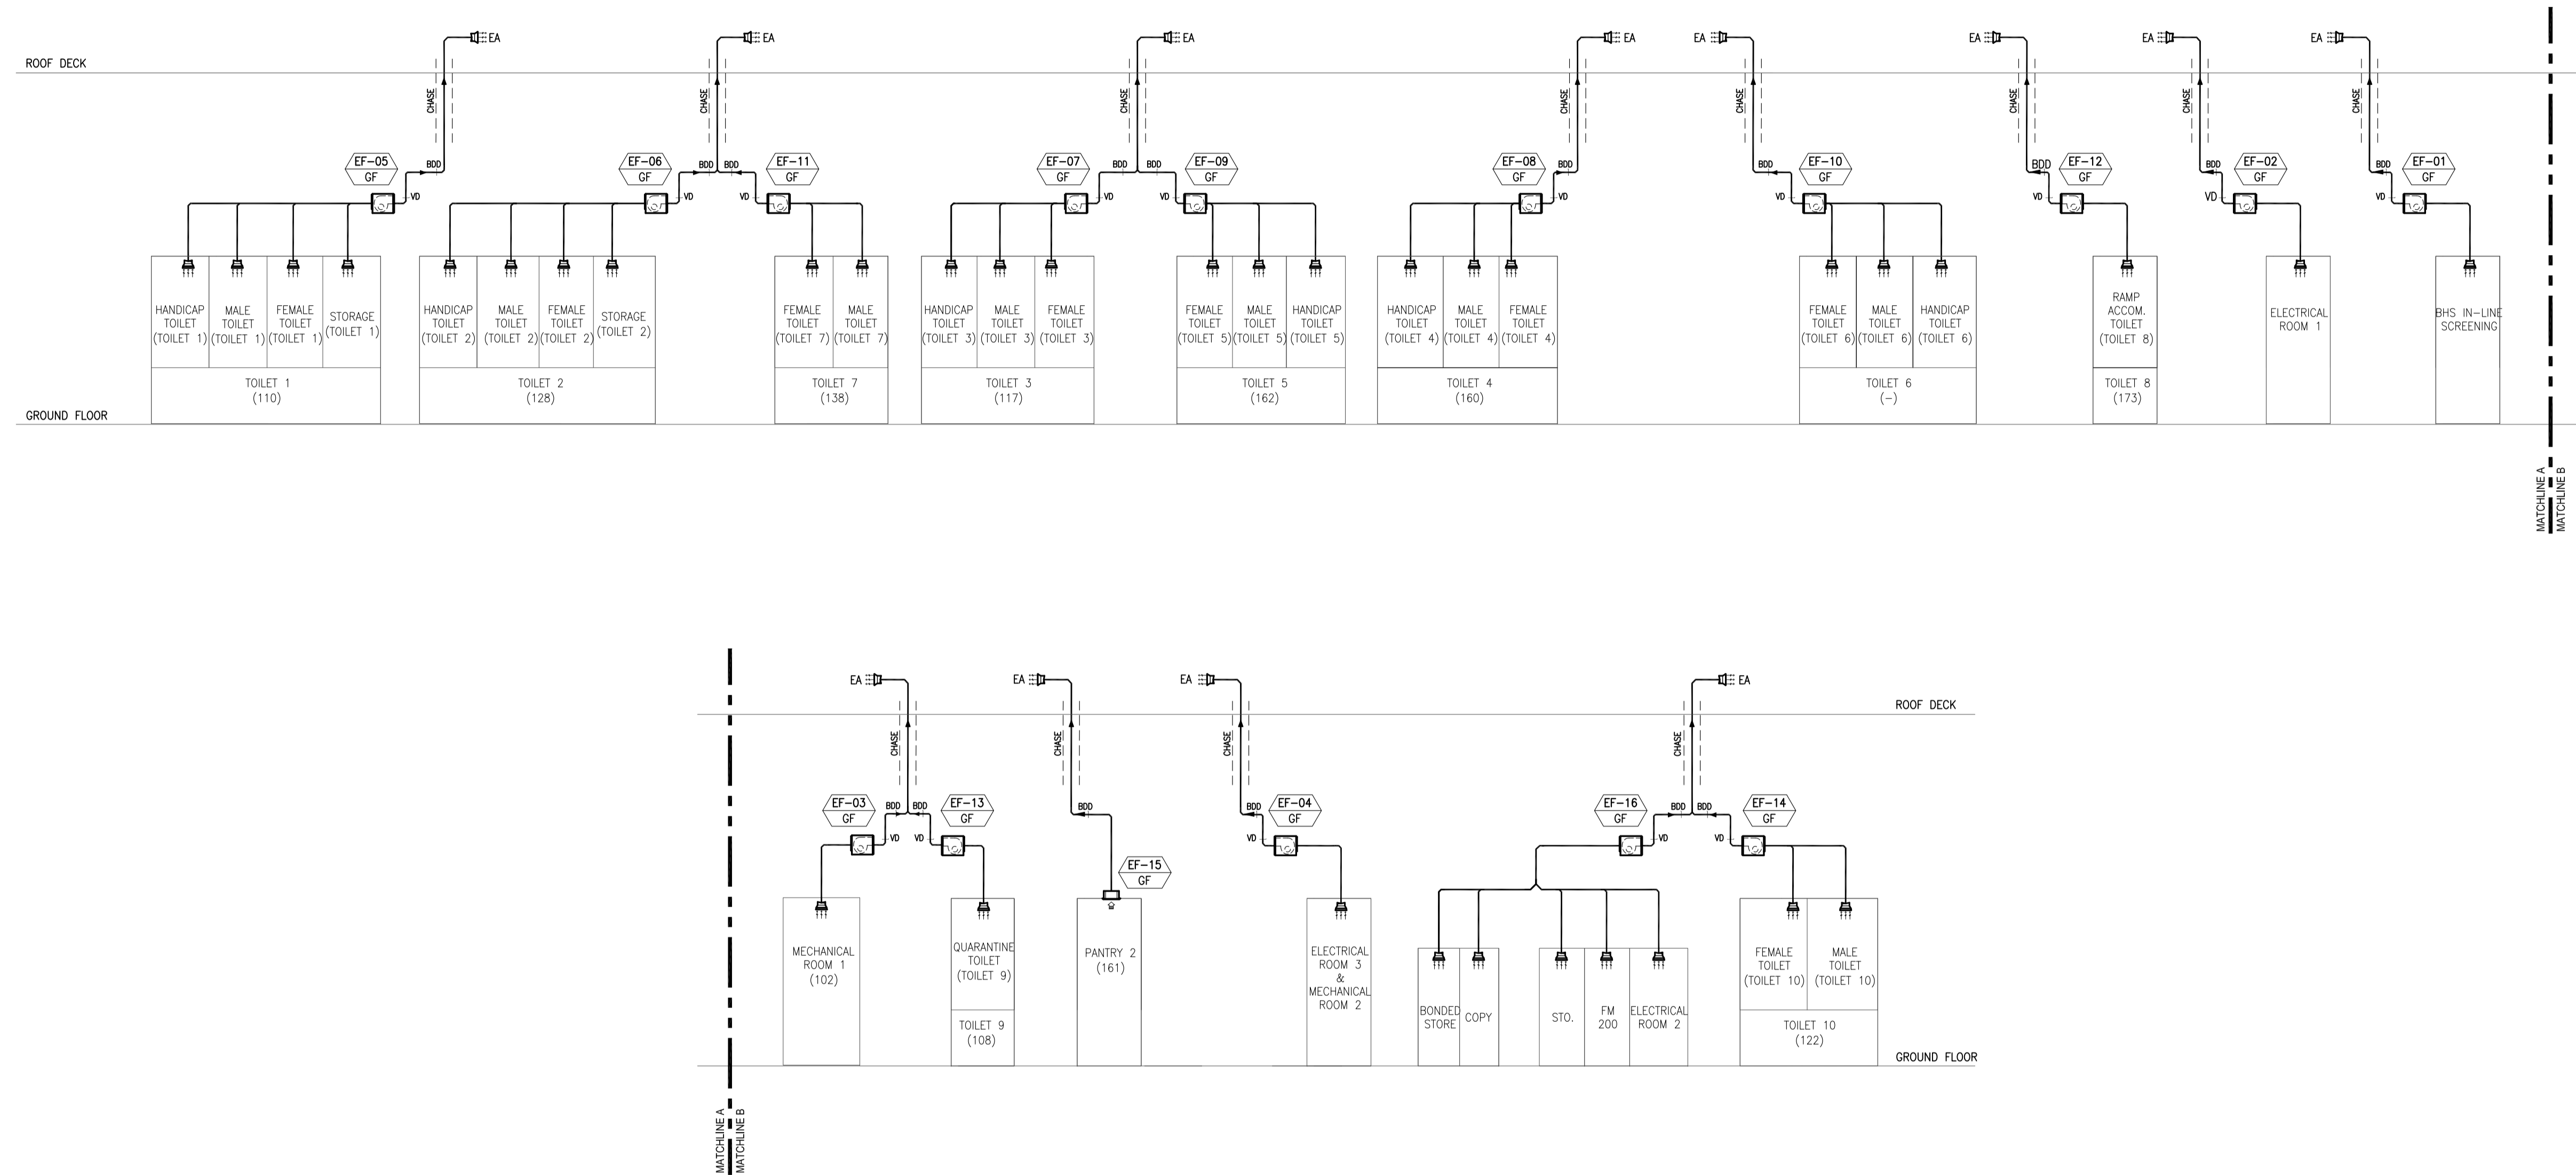 EA
EA
EA
EA
EA
EA
EA
EA
ROOF DECK
CHASE
CHASE
CHASE
CHASE
CHASE
CHASE
CHASE
CHASE
EF-05
GF
BDD
VD
EF-06
GF
BDD
VD
BDD
VD
EF-11
GF
EF-07
GF
BDD
VD
BDD
VD
EF-09
GF
EF-08
GF
BDD
VD
BDD
VD
EF-10
GF
BDD
VD
EF-12
GF
BDD
VD
EF-02
GF
BDD
VD
EF-01
GF
HANDICAP
TOILET
(TOILET 1)
MALE
TOILET
(TOILET 1)
FEMALE
TOILET
(TOILET 1)
STORAGE
(TOILET 1)
TOILET 1
(110)
HANDICAP
TOILET
(TOILET 2)
MALE
TOILET
(TOILET 2)
FEMALE
TOILET
(TOILET 2)
STORAGE
(TOILET 2)
TOILET 2
(128)
FEMALE
TOILET
(TOILET 7)
MALE
TOILET
(TOILET 7)
TOILET 7
(138)
HANDICAP
TOILET
(TOILET 3)
MALE
TOILET
(TOILET 3)
FEMALE
TOILET
(TOILET 3)
TOILET 3
(117)
FEMALE
TOILET
(TOILET 5)
MALE
TOILET
(TOILET 5)
HANDICAP
TOILET
(TOILET 5)
TOILET 5
(162)
HANDICAP
TOILET
(TOILET 4)
MALE
TOILET
(TOILET 4)
FEMALE
TOILET
(TOILET 4)
TOILET 4
(160)
FEMALE
TOILET
(TOILET 6)
MALE
TOILET
(TOILET 6)
HANDICAP
TOILET
(TOILET 6)
TOILET 6
(-)
RAMP
ACCOM.
TOILET
(TOILET 8)
TOILET 8
(173)
ELECTRICAL
ROOM 1
BHS IN-LINE
SCREENING
GROUND FLOOR
MATCHLINE A
MATCHLINE B
EA
EA
EA
EA
ROOF DECK
CHASE
CHASE
CHASE
CHASE
EF-03
GF
BDD
VD
BDD
VD
EF-13
GF
BDD
EF-15
GF
BDD
VD
EF-04
GF
EF-16
GF
BDD
VD
BDD
VD
EF-14
GF
MECHANICAL
ROOM 1
(102)
QUARANTINE
TOILET
(TOILET 9)
TOILET 9
(108)
PANTRY 2
(161)
ELECTRICAL
ROOM 3
&
MECHANICAL
ROOM 2
BONDED
STORE
COPY
STO.
FM
200
ELECTRICAL
ROOM 2
FEMALE
TOILET
(TOILET 10)
MALE
TOILET
(TOILET 10)
TOILET 10
(122)
GROUND FLOOR
MATCHLINE A
MATCHLINE B